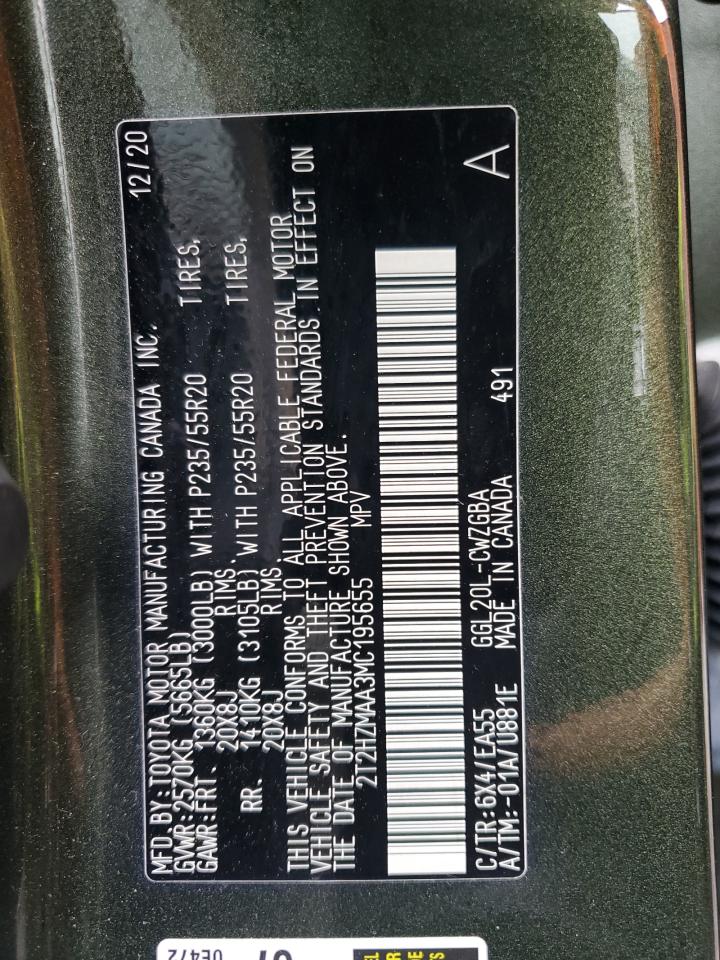 MFD.BY:TOYOTA MOTOR MANUFACTURING CANADA INC. 12/20
GVWR:2570KG (5665LB)
GAWR:FRT. 1360KG (3000LB) WITH P235/55R20 TIRES,
20X8J RIMS.
RR. 1410KG (3105LB) WITH P235/55R20 TIRES,
20X8J RIMS.
THIS VEHICLE CONFORMS TO ALL APPLICABLE FEDERAL MOTOR
VEHICLE SAFETY AND THEFT PREVENTION STANDARDS IN EFFECT ON
THE DATE OF MANUFACTURE SHOWN ABOVE.
2T2HZMAA3MC195655 MPV
C/TR:6X4/EA55 GGL20L-CWZGBA A
A/TM:-01A/U881E MADE IN CANADA 491